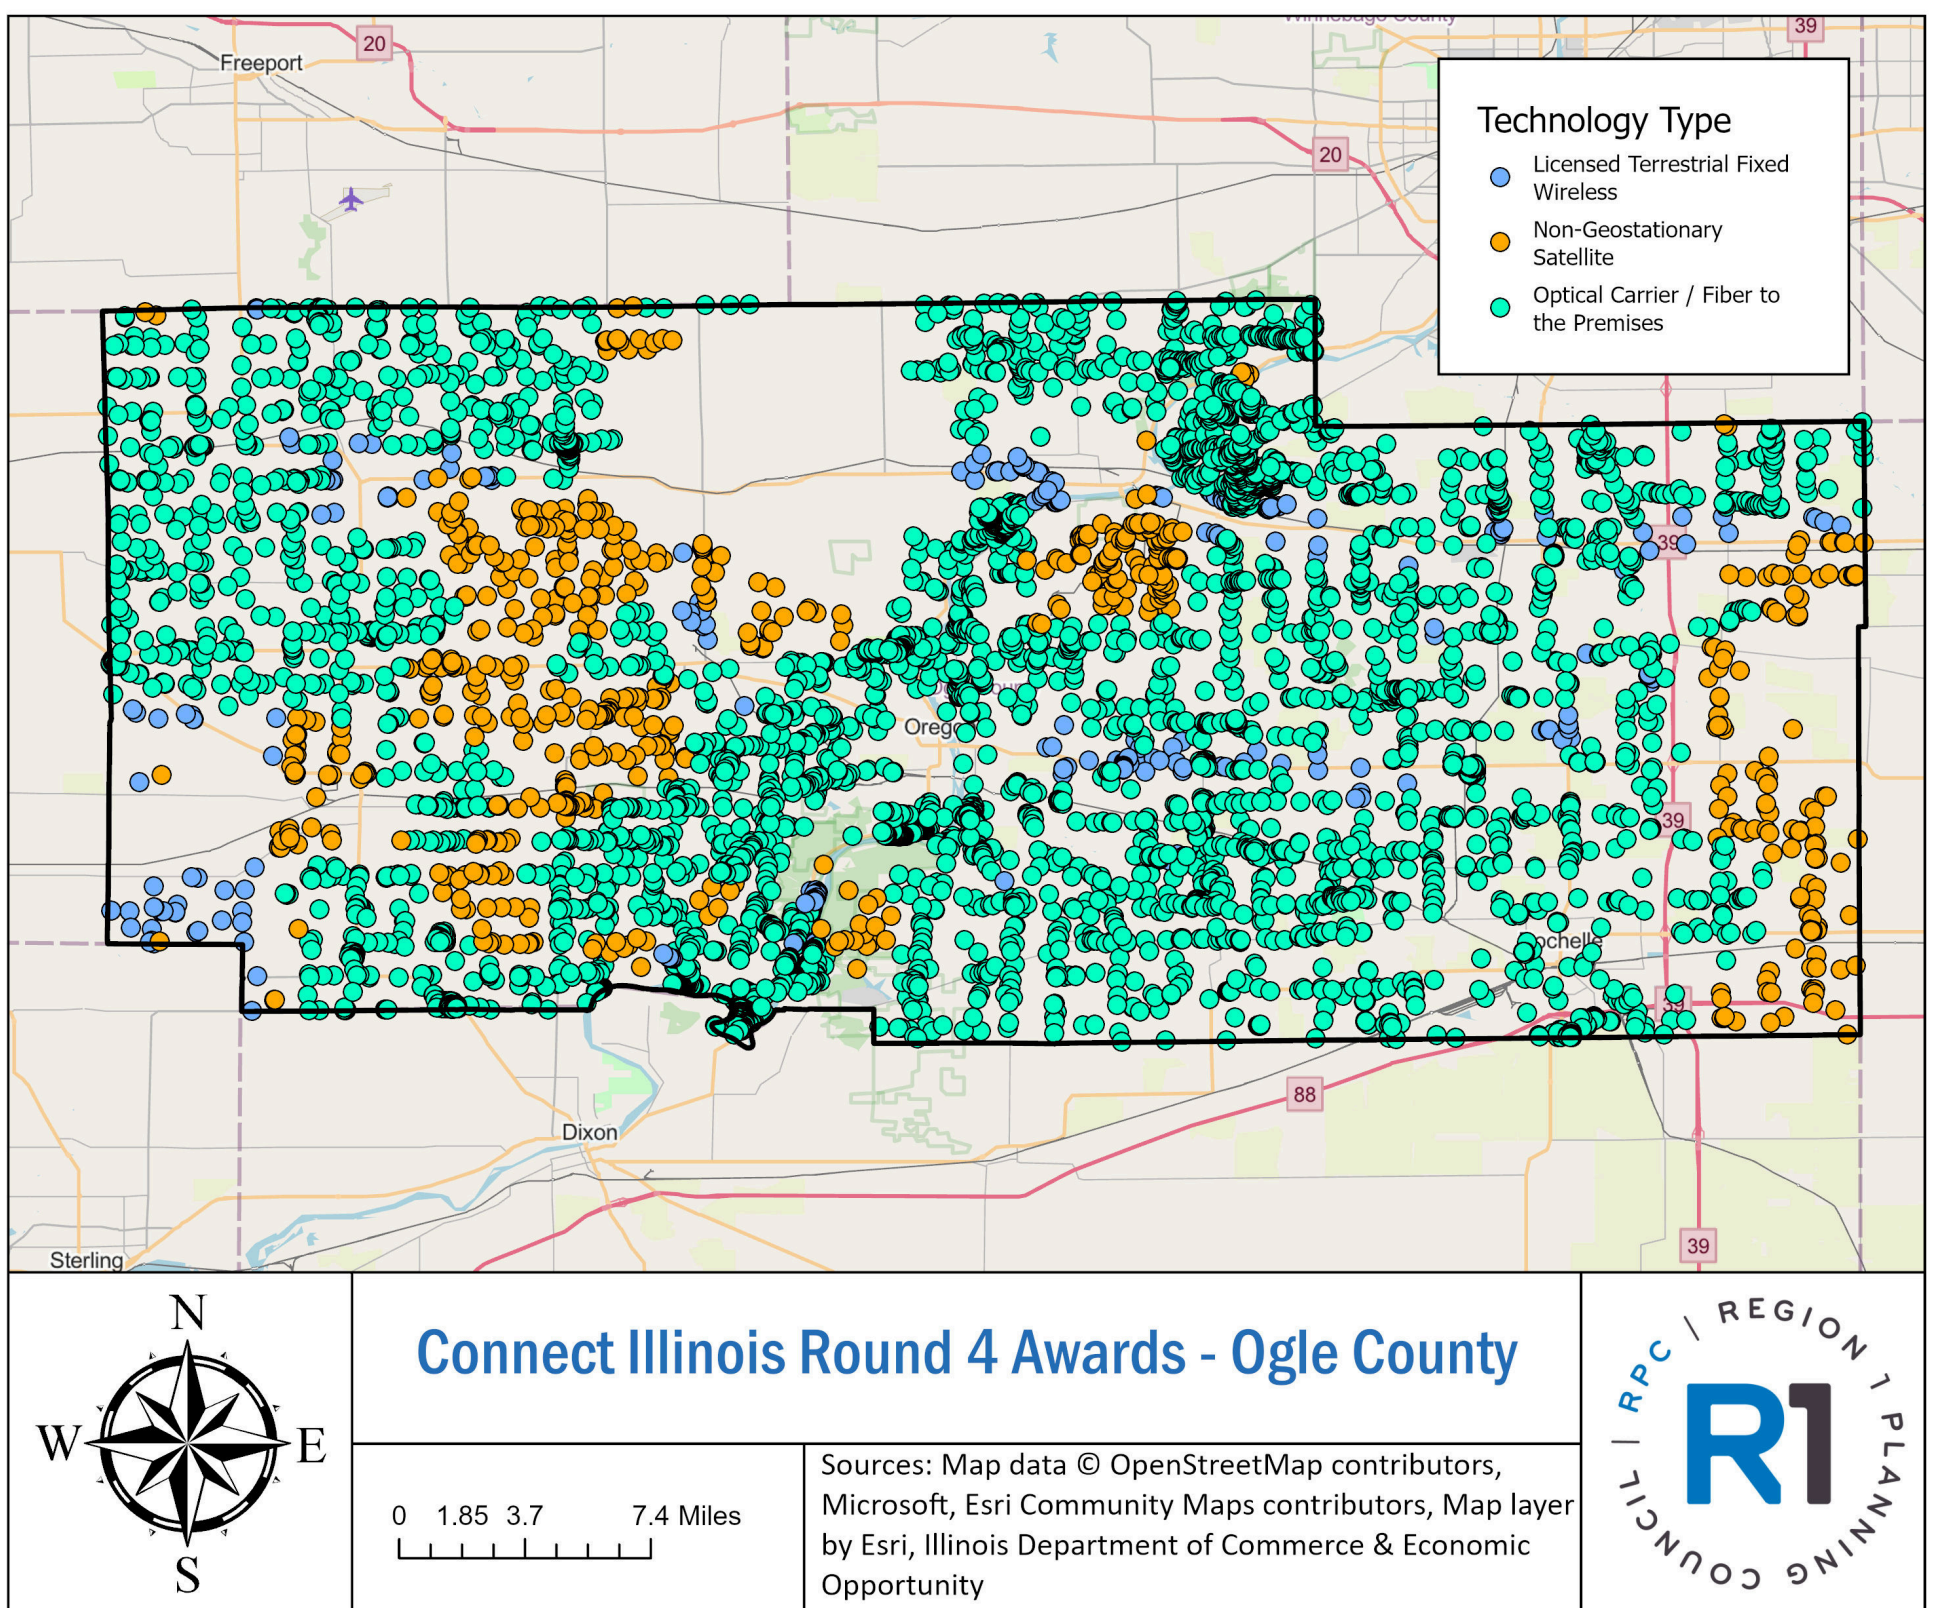 Winnebago County
20
39
Freeport
20
Technology Type
Licensed Terrestrial Fixed
Wireless
Non-Geostationary
Satellite
Optical Carrier / Fiber to
the Premises
39
39
39
88
Dixon
39
Sterling
N
W
E
S
Connect Illinois Round 4 Awards - Ogle County
0 1.85 3.7 7.4 Miles
Sources: Map data © OpenStreetMap contributors,
Microsoft, Esri Community Maps contributors, Map layer
by Esri, Illinois Department of Commerce & Economic
Opportunity
RPC | REGION 1 PLANNING COUNCIL |
R1